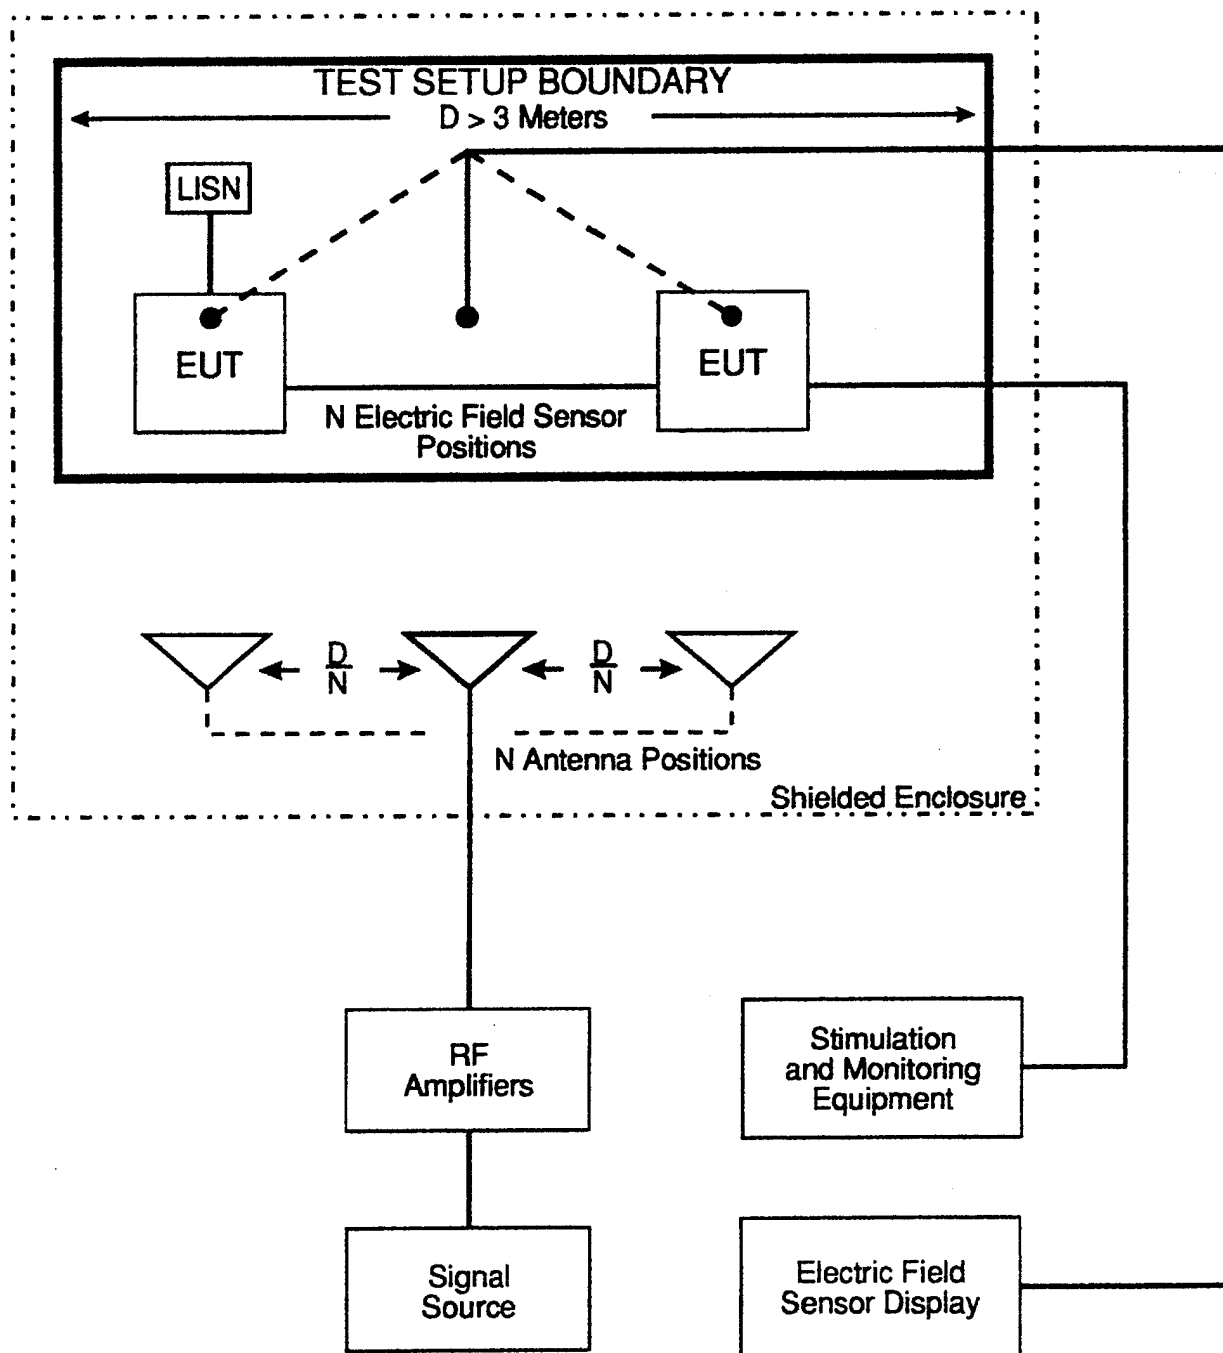 TEST SETUP BOUNDARY
D > 3 Meters
LISN
EUT
EUT
N Electric Field Sensor
Positions
D
N
D
N
N Antenna Positions
Shielded Enclosure
RF
Amplifiers
Stimulation
and Monitoring
Equipment
Signal
Source
Electric Field
Sensor Display